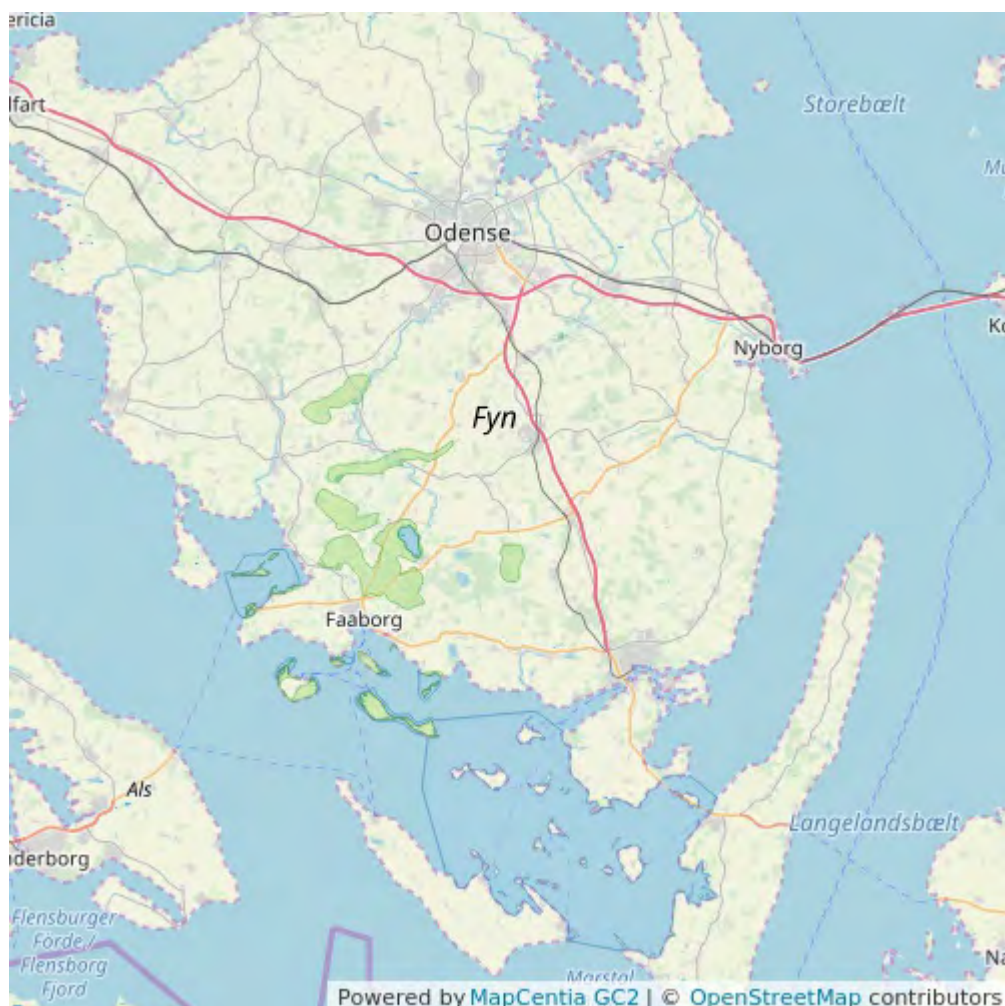 ericia
lfart
Storebælt
Mu
Odense
Ko
Nyborg
Fyn
Faaborg
Als
Langelandsbælt
nderborg
Flensburger
Förde /
Flensborg
Fjord
Na
Marstal
Powered by MapCentia GC2 | © OpenStreetMap contributors